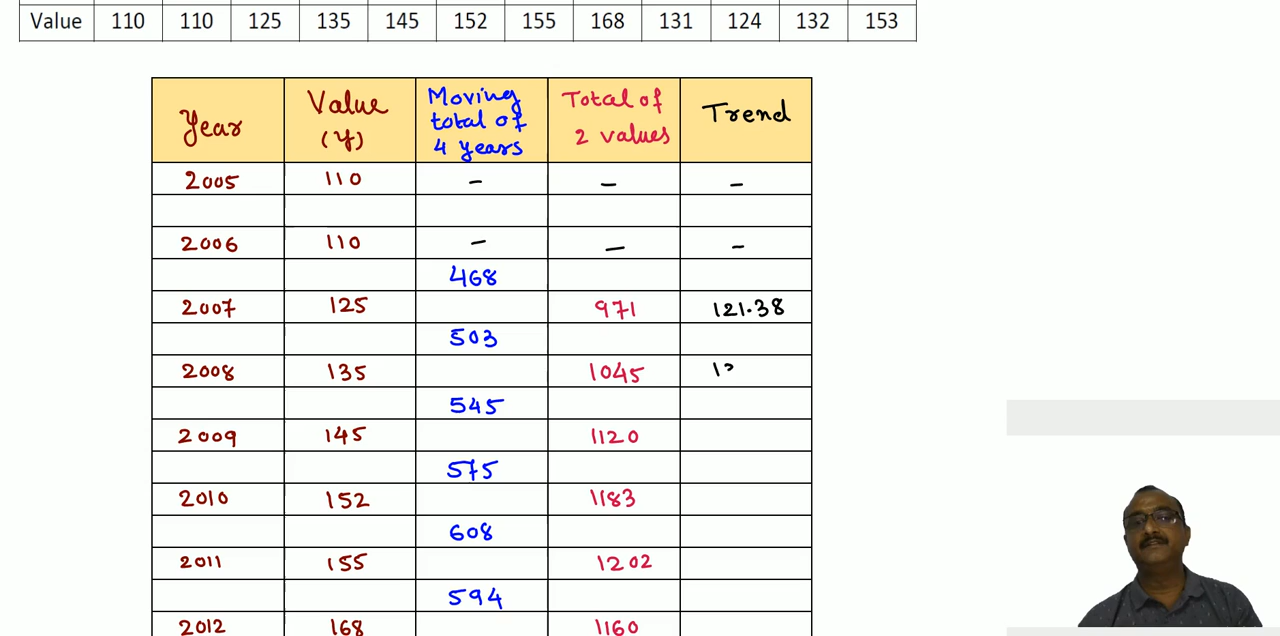 Value 110 110 125 135 145 152 155 168 131 124 132 153
Year Value (Y) Moving total of 4 years Total of 2 values Trend
2005 110 - - -
2006 110 - - -
468
2007 125 971 121.38
503
2008 135 1045 13
545
2009 145 1120
575
2010 152 1183
608
2011 155 1202
594
2012 168 1160